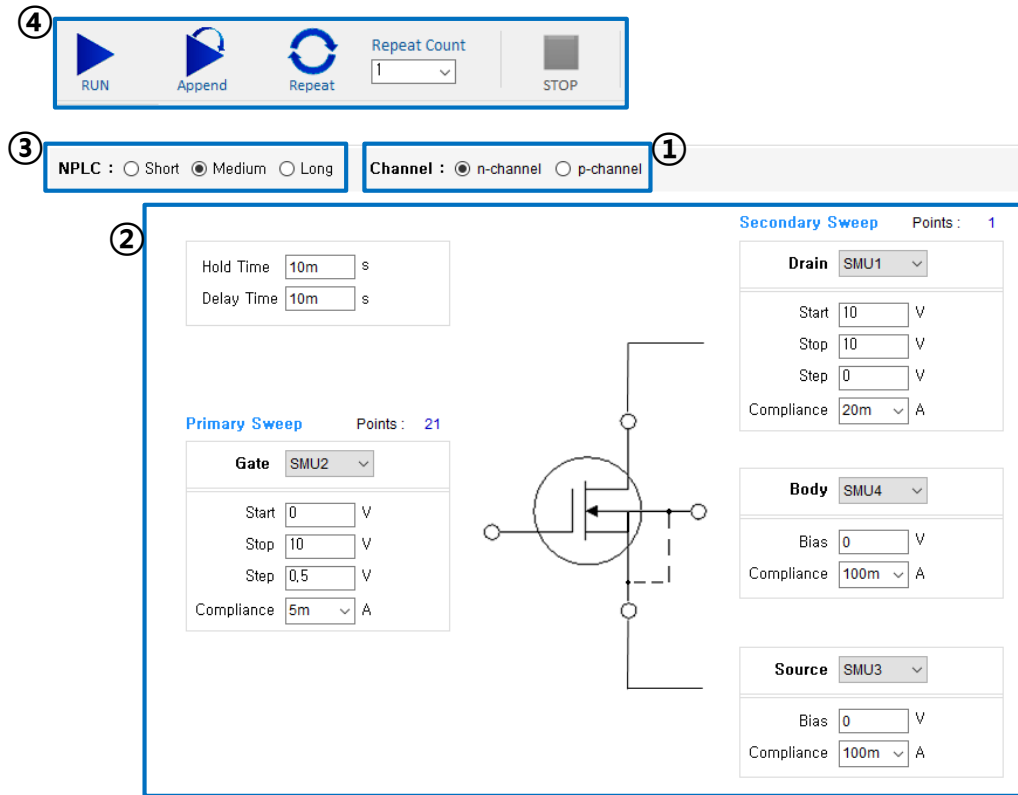 ④
RUN
Append
Repeat
Repeat Count
1
STOP
③
NPLC : Short Medium Long
Channel : n-channel p-channel
①
②
Hold Time 10m s
Delay Time 10m s
Primary Sweep Points : 21
Gate SMU2
Start 0 V
Stop 10 V
Step 0,5 V
Compliance 5m A
Secondary Sweep Points : 1
Drain SMU1
Start 10 V
Stop 10 V
Step 0 V
Compliance 20m A
Body SMU4
Bias 0 V
Compliance 100m A
Source SMU3
Bias 0 V
Compliance 100m A